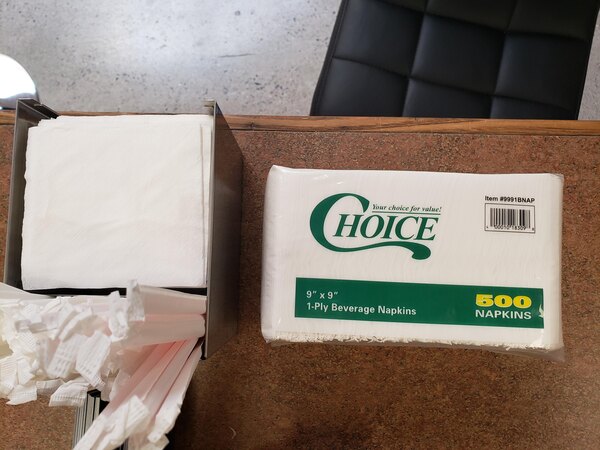 Your choice for value!
CHOICE
Item #9991BNAP
9" x 9"
1-Ply Beverage Napkins
500
NAPKINS